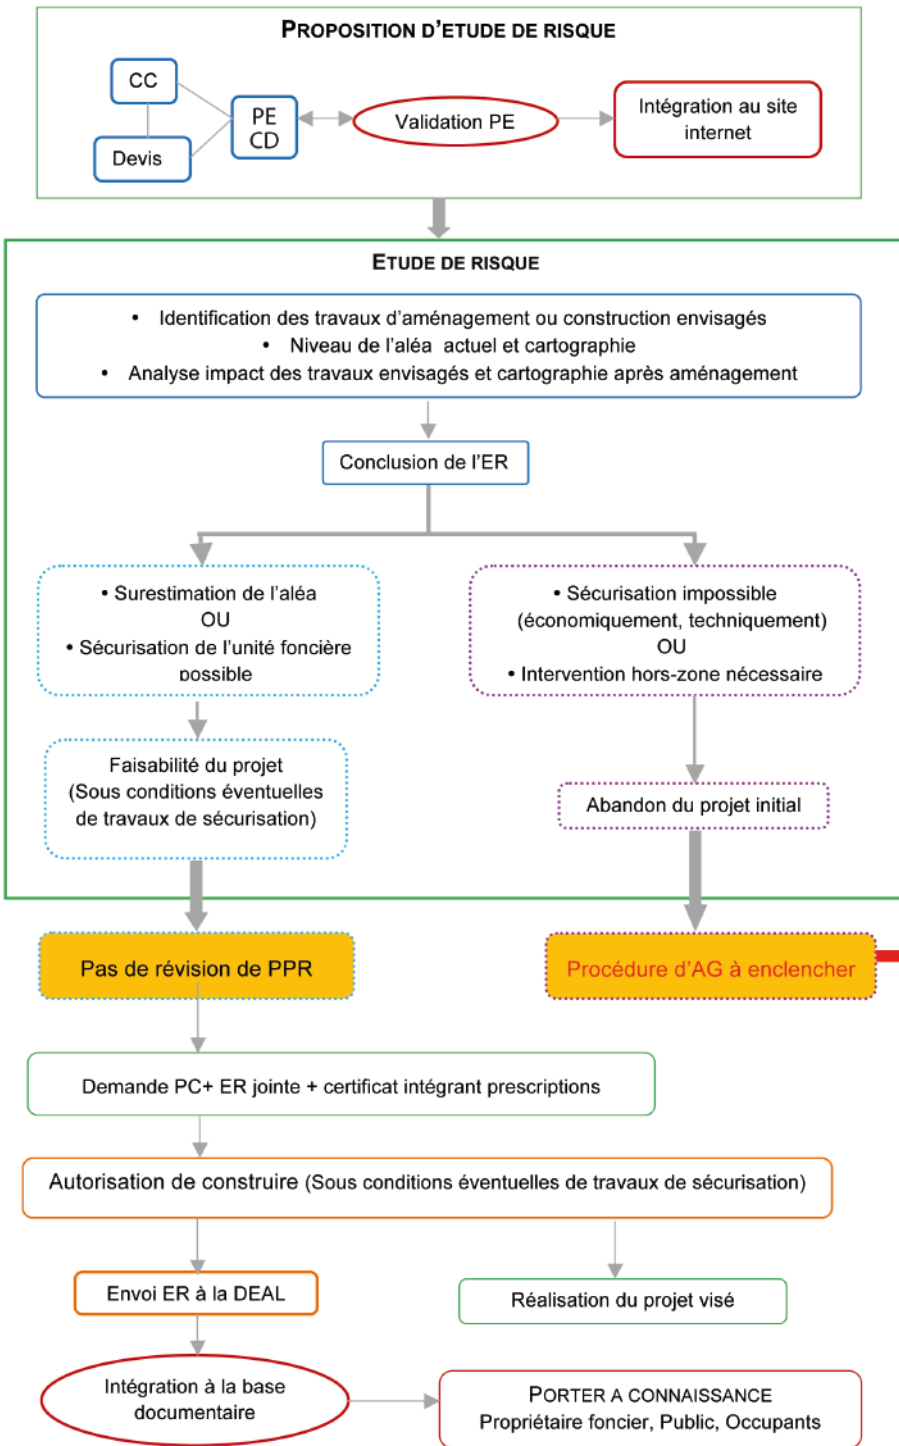 PROPOSITION D'ETUDE DE RISQUE
CC
Devis
PE
CD
Validation PE
Intégration au site
internet
ETUDE DE RISQUE
• Identification des travaux d'aménagement ou construction envisagés
• Niveau de l'aléa actuel et cartographie
• Analyse impact des travaux envisagés et cartographie après aménagement
Conclusion de l'ER
• Surestimation de l'aléa
OU
• Sécurisation de l'unité foncière
possible
• Sécurisation impossible
(économiquement, techniquement)
OU
• Intervention hors-zone nécessaire
Faisabilité du projet
(Sous conditions éventuelles
de travaux de sécurisation)
Abandon du projet initial
Pas de révision de PPR
Procédure d'AG à enclencher
Demande PC+ ER jointe + certificat intégrant prescriptions
Autorisation de construire (Sous conditions éventuelles de travaux de sécurisation)
Envoi ER à la DEAL
Réalisation du projet visé
Intégration à la base
documentaire
PORTER A CONNAISSANCE
Propriétaire foncier, Public, Occupants